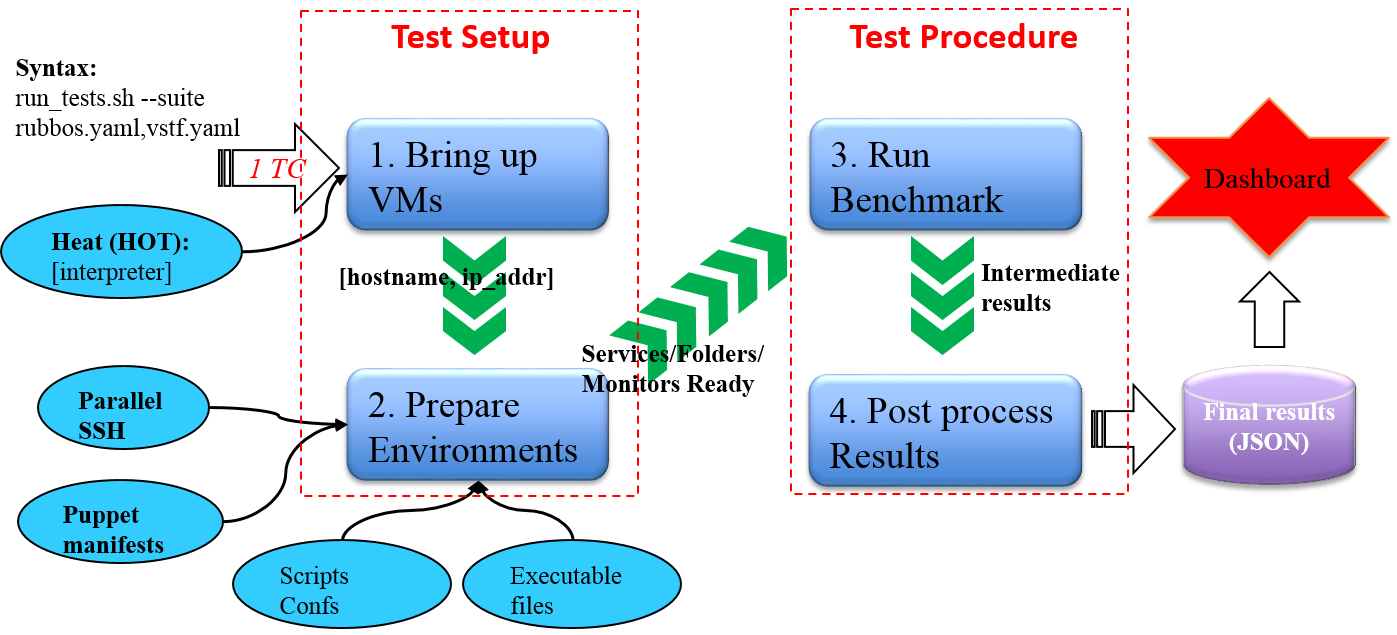 Test Setup
Test Procedure
Syntax:
run_tests.sh --suite
rubbos.yaml,vstf.yaml
1 TC
1. Bring up
VMs
3. Run
Benchmark
Dashboard
Heat (HOT):
[interpreter]
[hostname, ip_addr]
Intermediate
results
Services/Folders/
Monitors Ready
Parallel
SSH
2. Prepare
Environments
4. Post process
Results
Final results
(JSON)
Puppet
manifests
Scripts
Confs
Executable
files